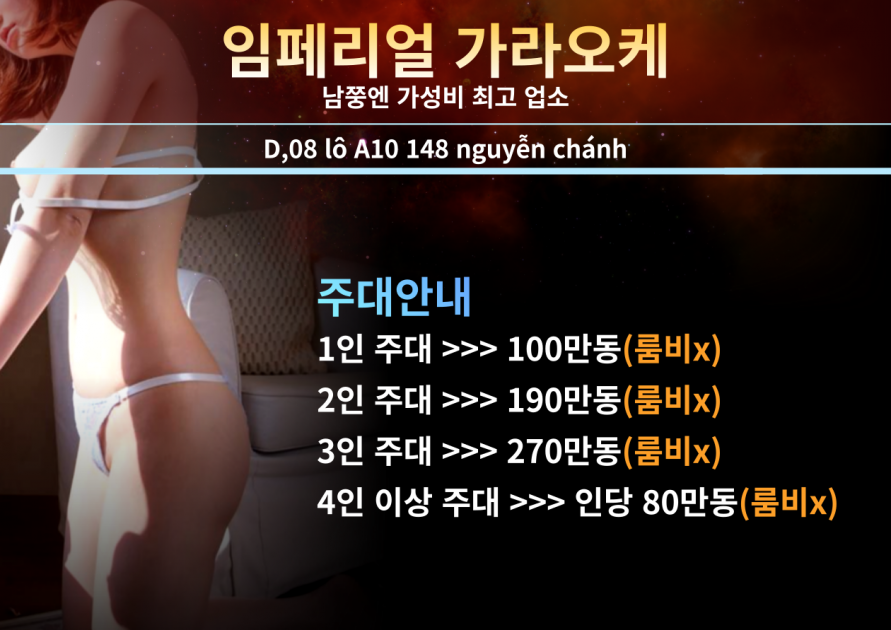 임페리얼 가라오케
남쭝엔 가성비 최고 업소
D,08 lô A10 148 nguyễn chánh
주대안내
1인 주대 >>> 100만동(룸비x)
2인 주대 >>> 190만동(룸비x)
3인 주대 >>> 270만동(룸비x)
4인 이상 주대 >>> 인당 80만동(룸비x)